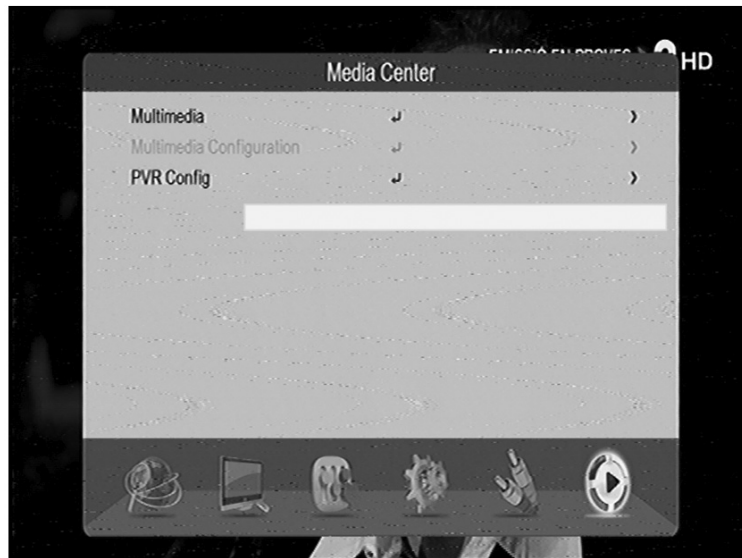 EMISSIÓ EN PROVES
HD
Media Center
Multimedia
Multimedia Configuration
PVR Config